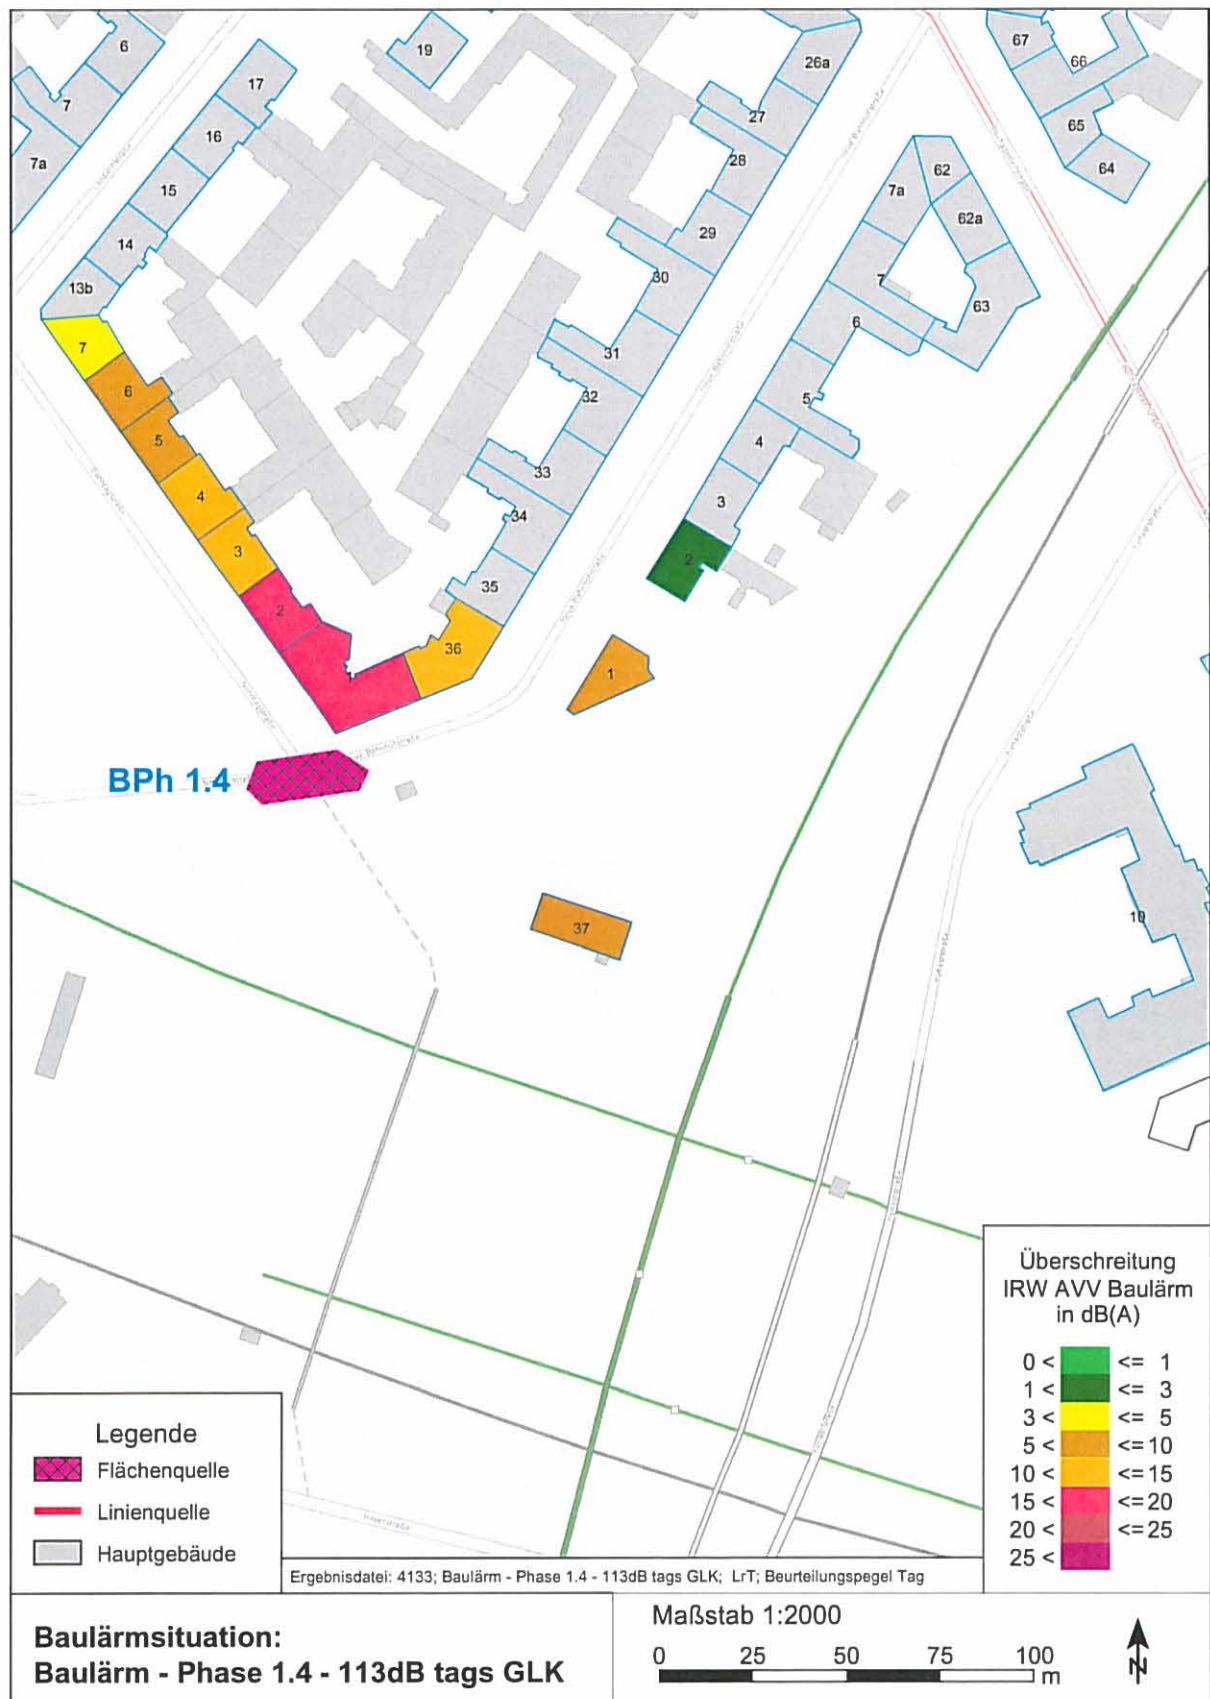 6
7
7a
17
16
15
14
13b
19
26a
27
28
29
30
31
32
33
34
35
36
67
66
65
64
62
7a
62a
7
63
6
5
4
3
2
1
7
6
5
4
3
2
1
BPh 1.4
37
10
Überschreitung
IRW AVV Baulärm
in dB(A)
0 < <= 1
1 < <= 3
3 < <= 5
5 < <= 10
10 < <= 15
15 < <= 20
20 < <= 25
25 <
Legende
Flächenquelle
Linienquelle
Hauptgebäude
Ergebnisdatei: 4133; Baulärm - Phase 1.4 - 113dB tags GLK; LrT; Beurteilungspegel Tag
Baulärmsituation:
Baulärm - Phase 1.4 - 113dB tags GLK
Maßstab 1:2000
0 25 50 75 100
m
N